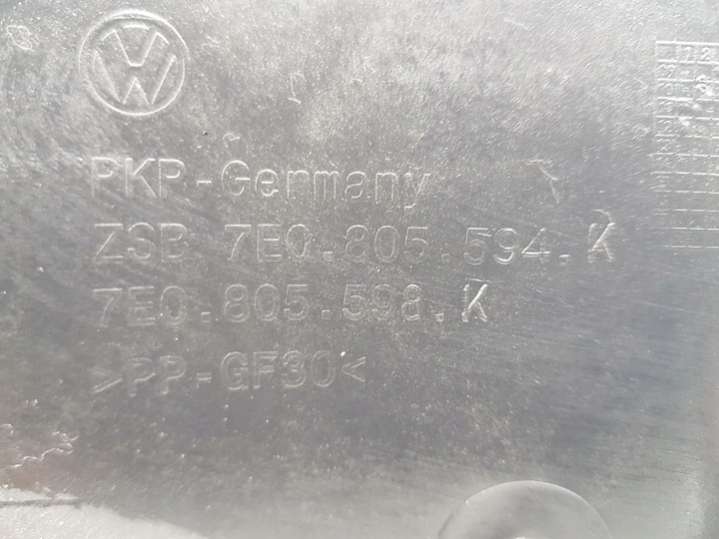 PKP-Germany
ZSB 7E0.805.594.K
7E0.805.598.K
>PP-GF30<